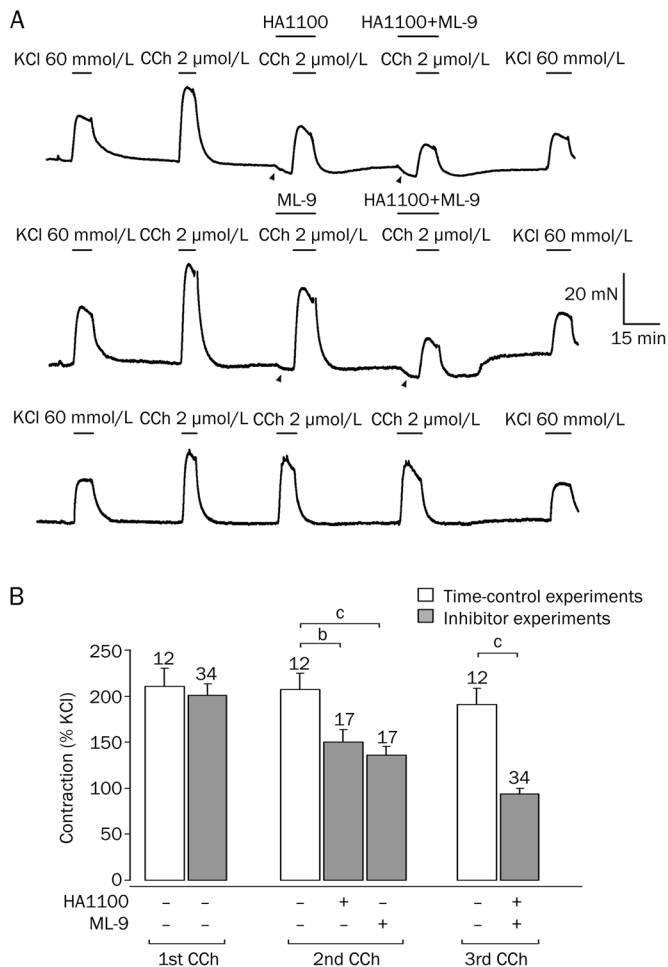 A
HA1100 HA1100+ML-9
KCl 60 mmol/L CCh 2 μmol/L CCh 2 μmol/L CCh 2 μmol/L KCl 60 mmol/L
ML-9 HA1100+ML-9
KCl 60 mmol/L CCh 2 μmol/L CCh 2 μmol/L CCh 2 μmol/L KCl 60 mmol/L
20 mN
15 min
KCl 60 mmol/L CCh 2 μmol/L CCh 2 μmol/L CCh 2 μmol/L KCl 60 mmol/L
B
Time-control experiments
Inhibitor experiments
c
b
c
Contraction (% KCl)
250
200
150
100
50
0
12 34 12 17 17 12 34
HA1100 – – – + – – +
ML-9 – – – – + – +
1st CCh 2nd CCh 3rd CCh